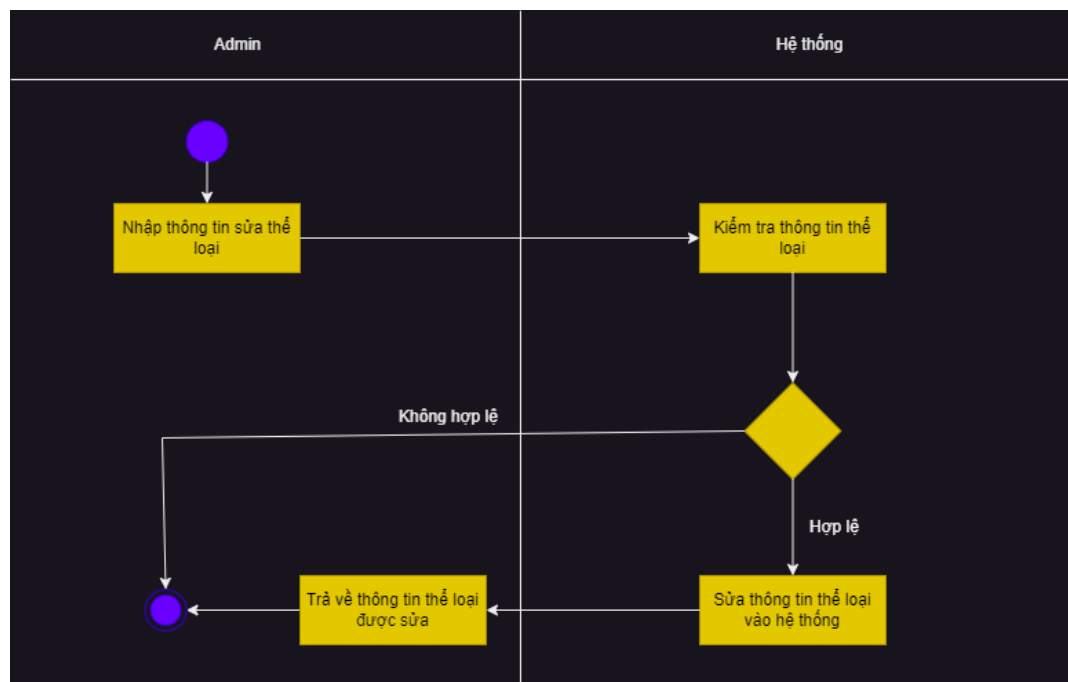 Admin
Hệ thống
Nhập thông tin sửa thể
loại
Kiểm tra thông tin thể
loại
Không hợp lệ
Hợp lệ
Trả về thông tin thể loại
được sửa
Sửa thông tin thể loại
vào hệ thống